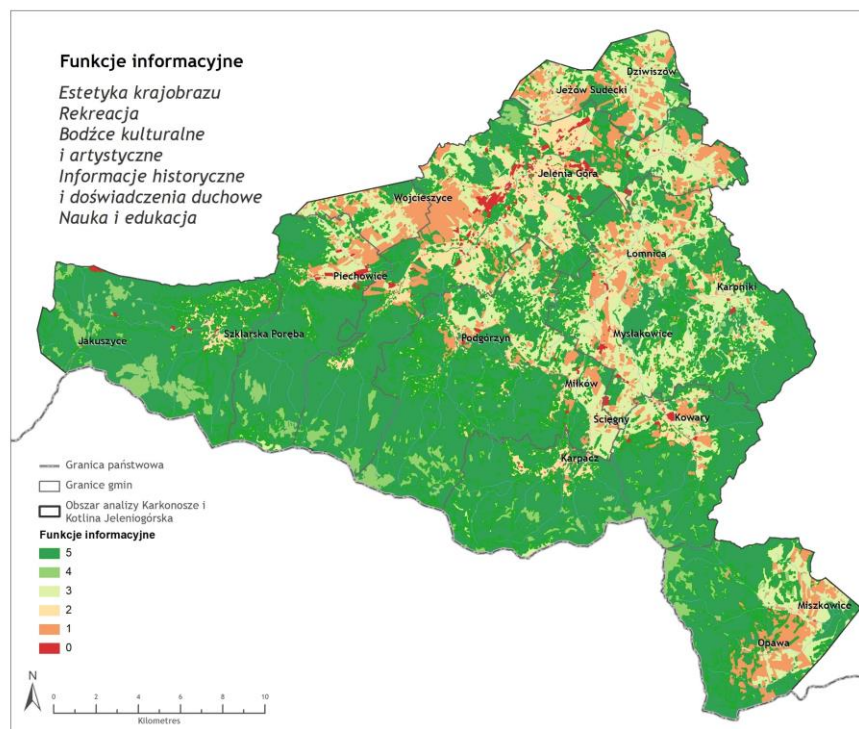 Funkcje informacyjne
Estetyka krajobrazu
Rekreacja
Bodźce kulturalne
i artystyczne
Informacje historyczne
i doświadczenia duchowe
Nauka i edukacja
Dziwiszów
Jeżów Sudecki
Jelenia Góra
Wojcieszyce
Łomnica
Piechowice
Karpniki
Szklarska Poręba
Jakuszyce
Podgórzyn
Mysłakowice
Miłków
Ścięgny
Kowary
Karpacz
Miszkowice
Opawa
Granica państwowa
Granice gmin
Obszar analizy Karkonosze i
Kotlina Jeleniogórska
Funkcje informacyjne
5
4
3
2
1
0
N
0 2 4 6 8 10
Kilometres